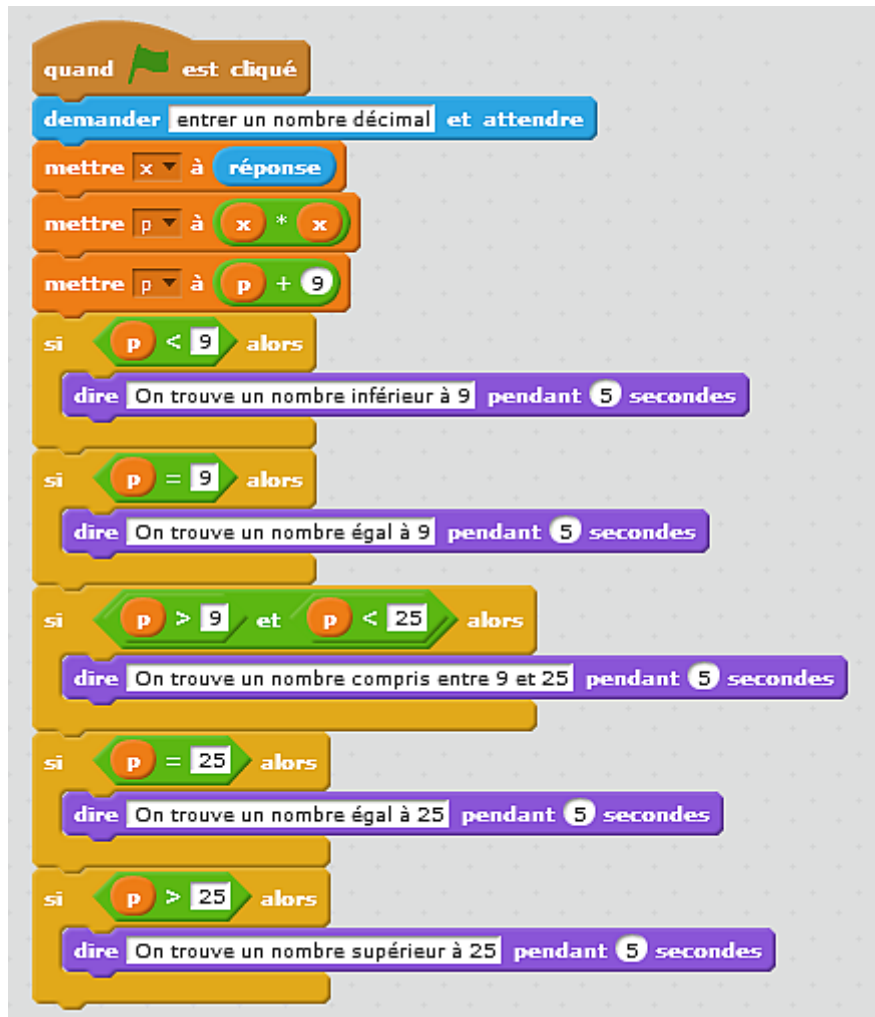 quand est cliqué
demander entrer un nombre décimal et attendre
mettre x à réponse
mettre p à x * x
mettre p à p + 9
si p < 9 alors
dire On trouve un nombre inférieur à 9 pendant 5 secondes
si p = 9 alors
dire On trouve un nombre égal à 9 pendant 5 secondes
si p > 9 et p < 25 alors
dire On trouve un nombre compris entre 9 et 25 pendant 5 secondes
si p = 25 alors
dire On trouve un nombre égal à 25 pendant 5 secondes
si p > 25 alors
dire On trouve un nombre supérieur à 25 pendant 5 secondes